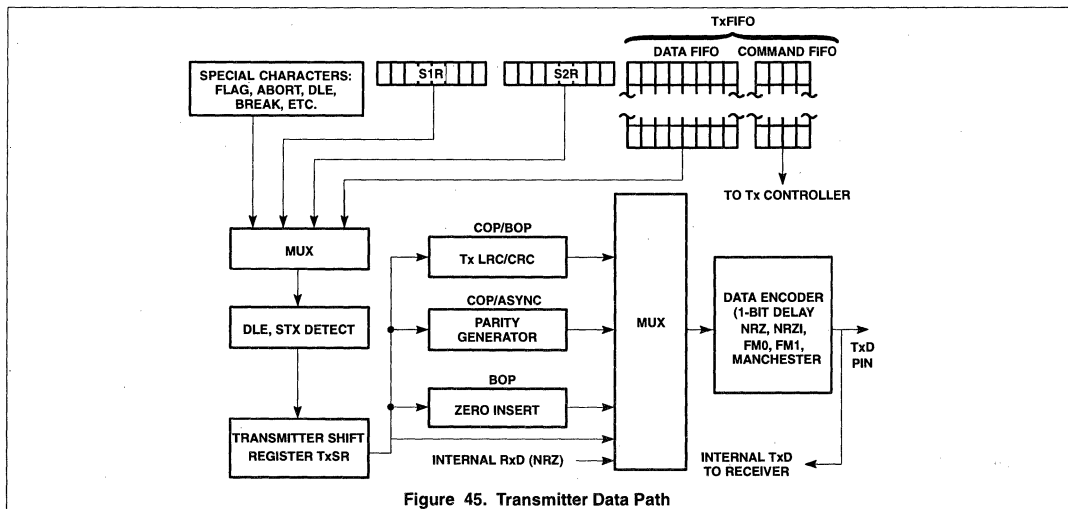 TxFIFO
DATA FIFO COMMAND FIFO
SPECIAL CHARACTERS:
FLAG, ABORT, DLE,
BREAK, ETC.
S1R
S2R
TO Tx CONTROLLER
MUX
DLE, STX DETECT
TRANSMITTER SHIFT
REGISTER TxSR
COP/BOP
Tx LRC/CRC
COP/ASYNC
PARITY
GENERATOR
BOP
ZERO INSERT
INTERNAL RxD (NRZ)
MUX
DATA ENCODER
(1-BIT DELAY
NRZ, NRZI,
FM0, FM1,
MANCHESTER
TxD
PIN
INTERNAL TxD
TO RECEIVER
Figure 45. Transmitter Data Path